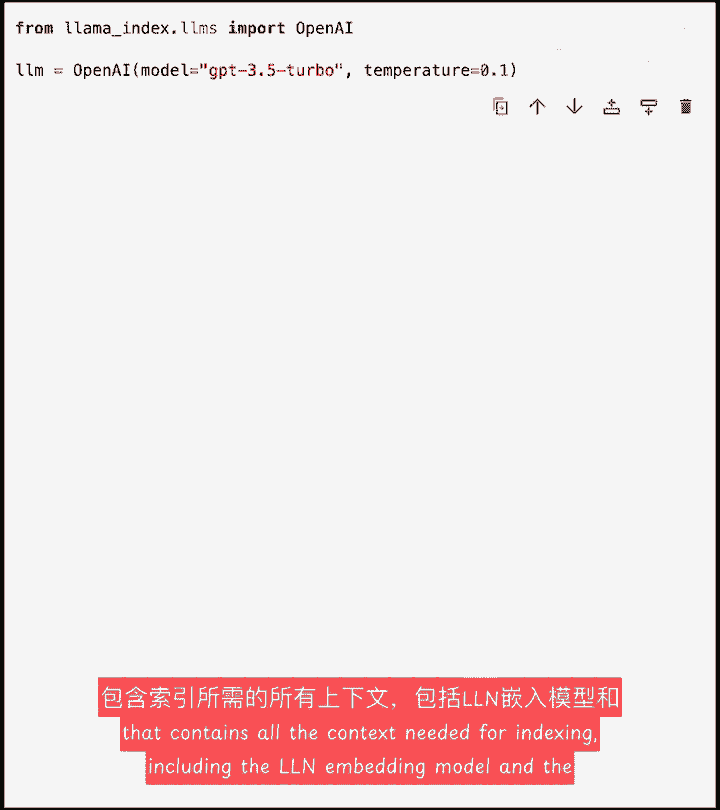 from llama_index.llms import OpenAI
llm = OpenAI(model="gpt-3.5-turbo", temperature=0.1)
包含索引所需的所有上下文，包括LLN嵌入模型和
that contains all the context needed for indexing,
including the LLN embedding model and the